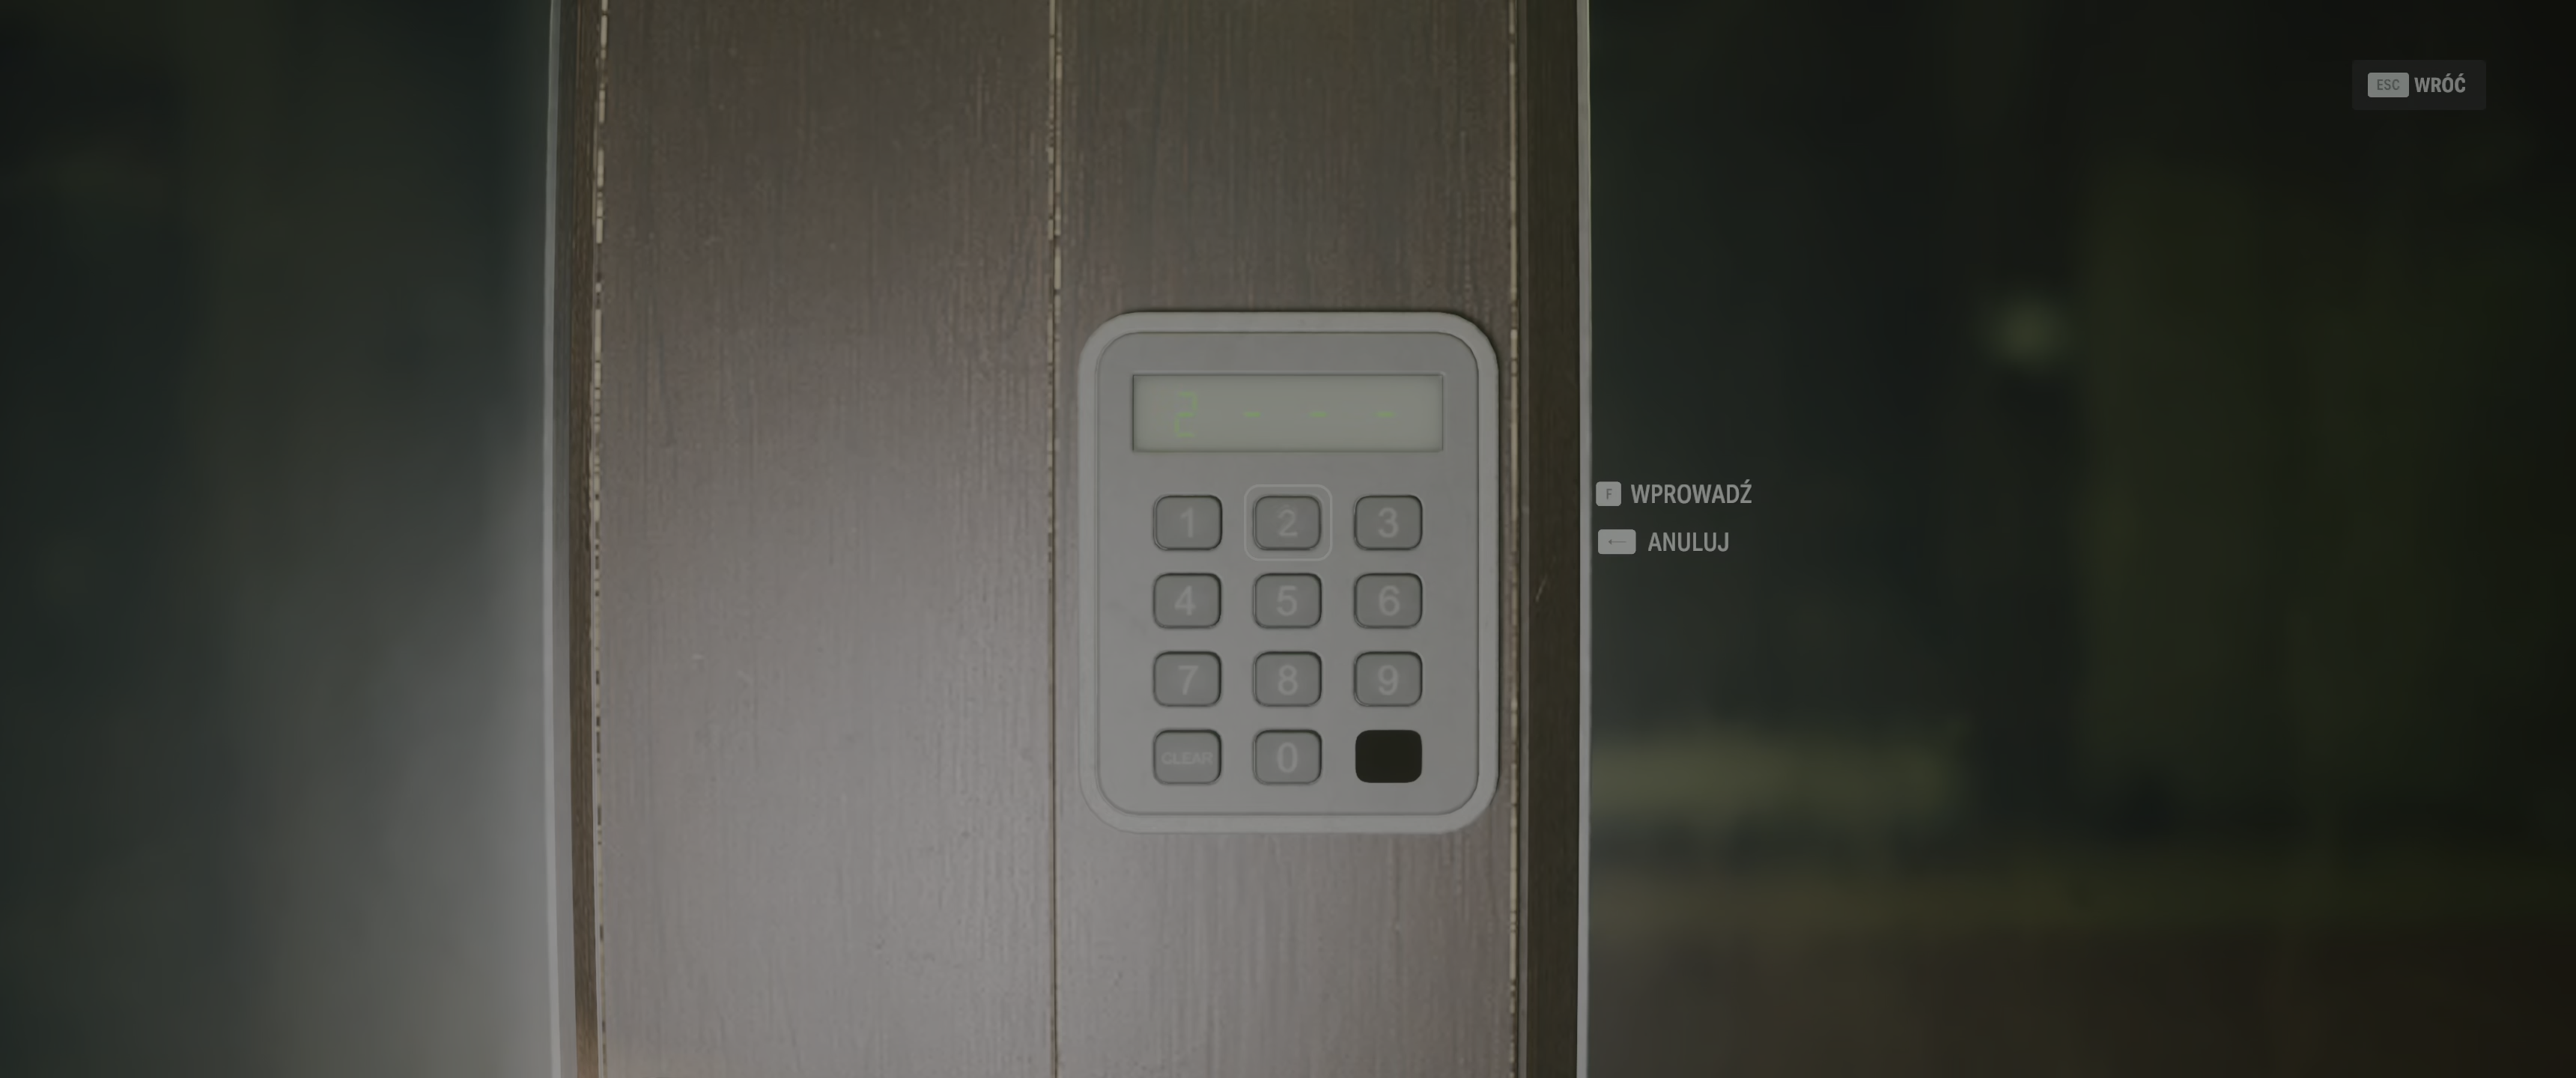 ESC WRÓĆ
2 - - -
1 2 3
F WPROWADŹ
← ANULUJ
4 5 6
7 8 9
CLEAR 0